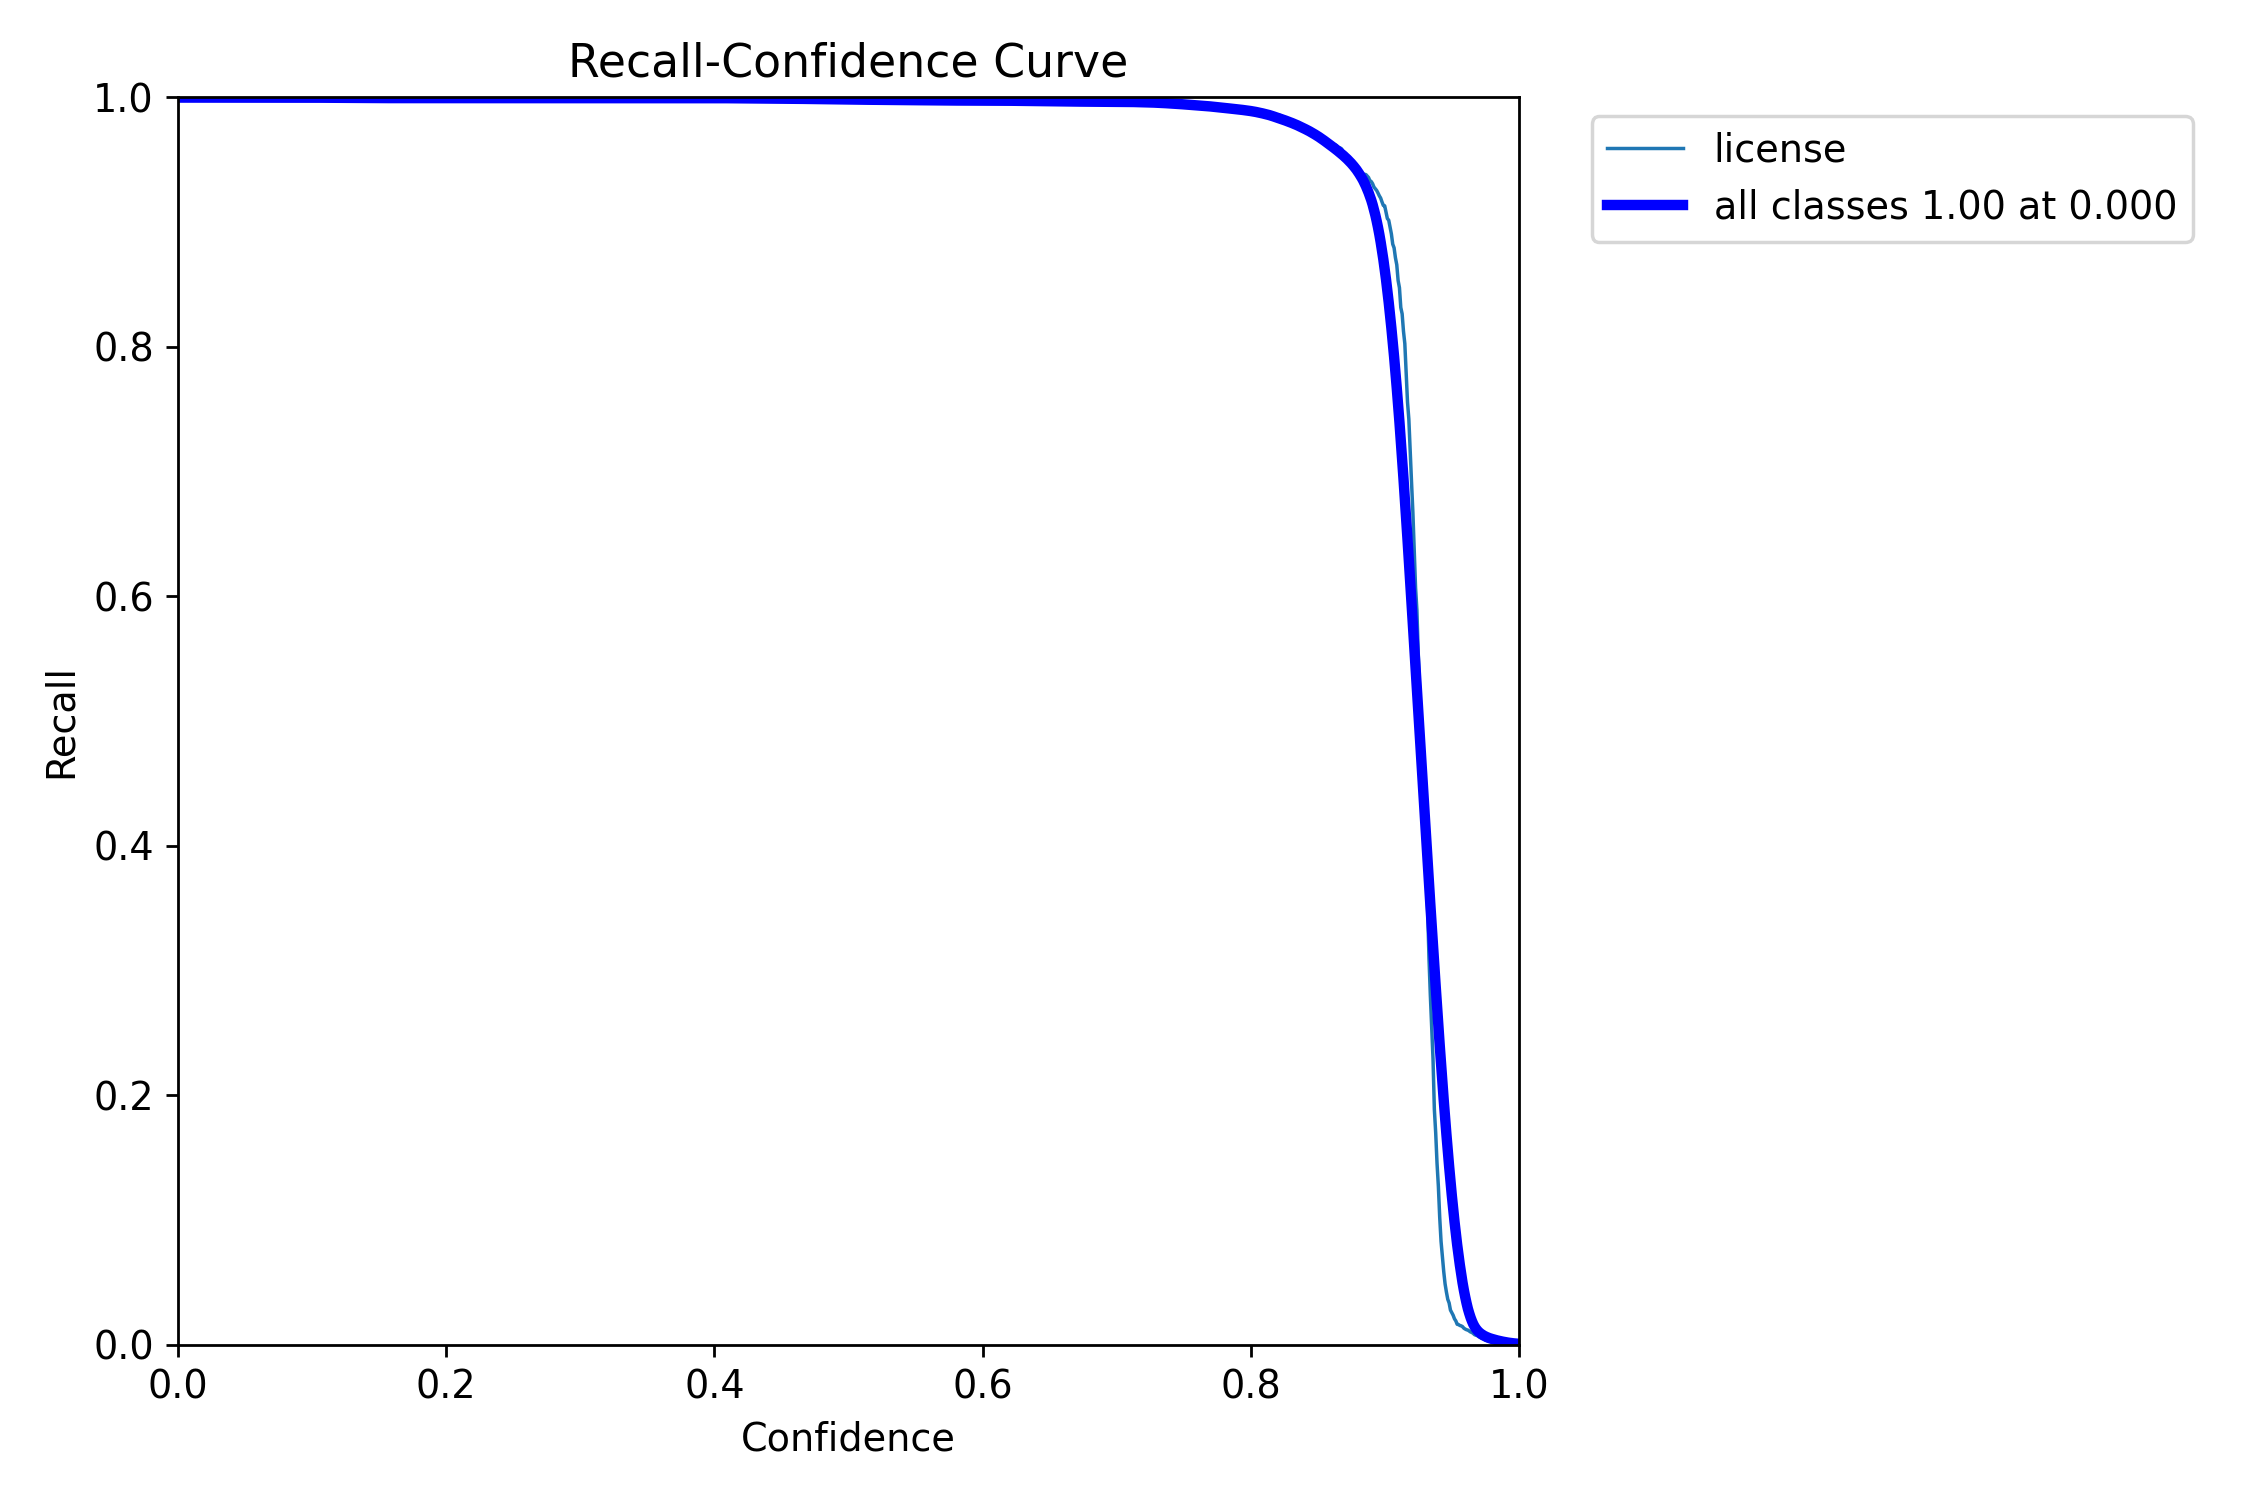 Recall-Confidence Curve
license
all classes 1.00 at 0.000
1.0
0.8
0.6
0.4
0.2
0.0
Recall
0.0 0.2 0.4 0.6 0.8 1.0
Confidence